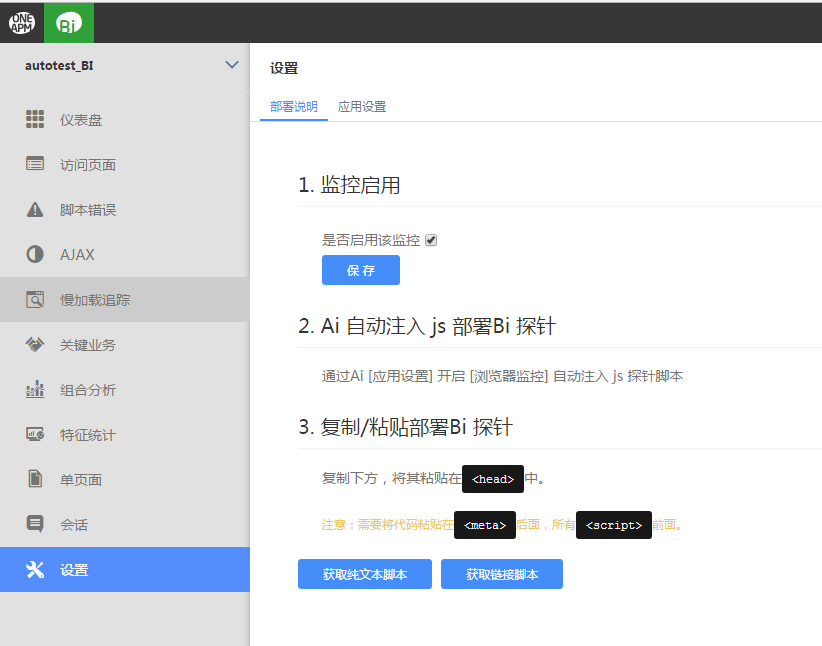 ONE APM
Bi
autotest_BI
仪表盘
访问页面
脚本错误
AJAX
慢加载追踪
关键业务
组合分析
特征统计
单页面
会话
设置
设置
部署说明 应用设置
1. 监控启用
是否启用该监控
保 存
2. Ai 自动注入 js 部署Bi 探针
通过Ai [应用设置] 开启 [浏览器监控] 自动注入 js 探针脚本
3. 复制/粘贴部署Bi 探针
复制下方，将其粘贴在 <head> 中。
注意：需要将代码粘贴在 <meta> 后面，所有 <script> 前面。
获取纯文本脚本 获取链接脚本